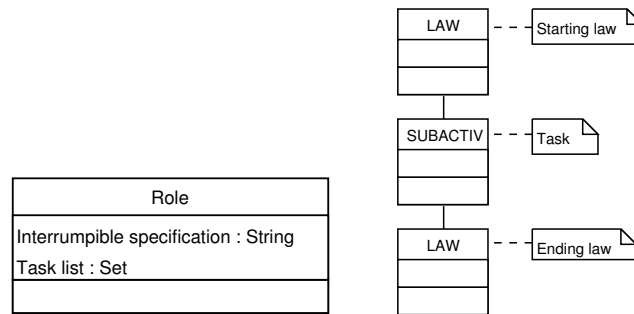 LAW
Starting law
SUBACTIV
Task
Role
Interrumpible specification : String
Task list : Set
LAW
Ending law